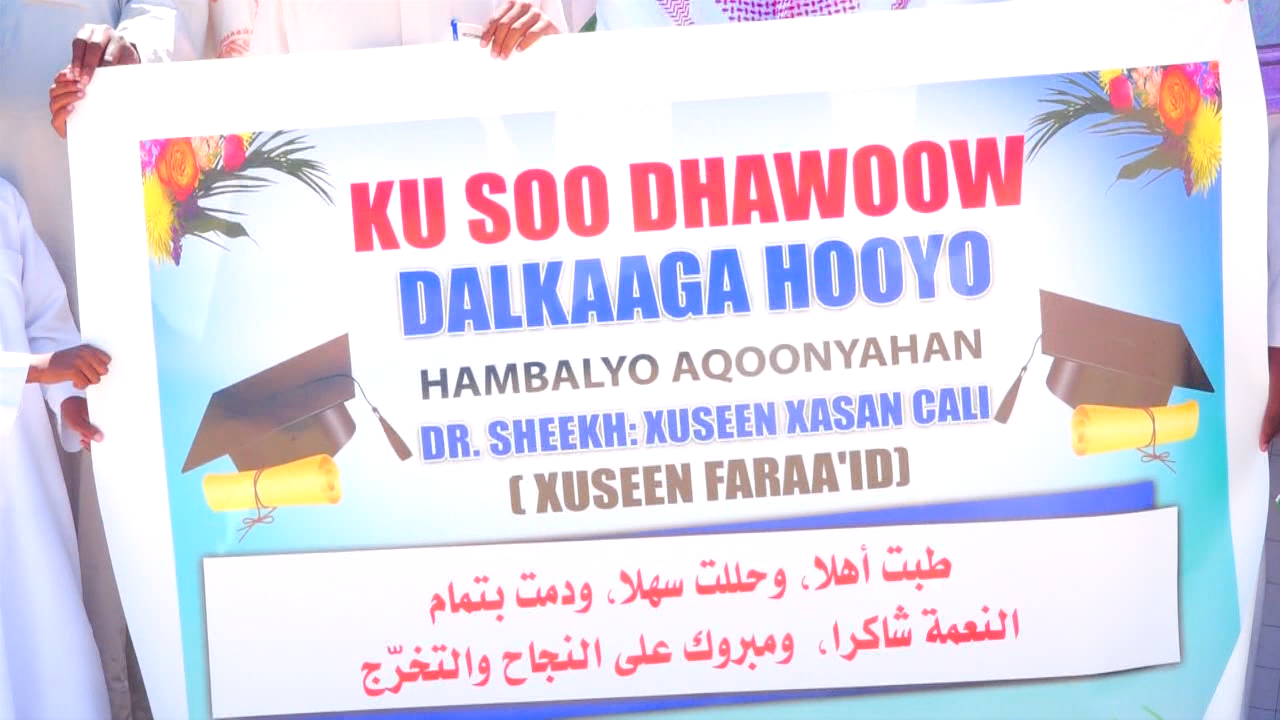 KU SOO DHAWOOW
DALKAAGA HOOYO
HAMBALYO AQOONYAHAN
DR. SHEEKH: XUSEEN XASAN CALI
( XUSEEN FARAA'ID)
طبت أهلا، وحللت سهلا، ودمت بتمام
النعمة شاكرا، ومبروك على النجاح والتخرّج